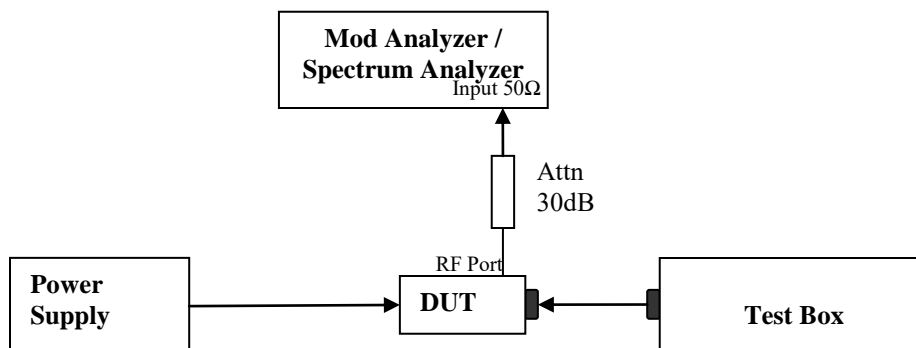 Mod Analyzer /
Spectrum Analyzer
Input 50Ω
Attn
30dB
RF Port
Power
Supply
DUT
Test Box